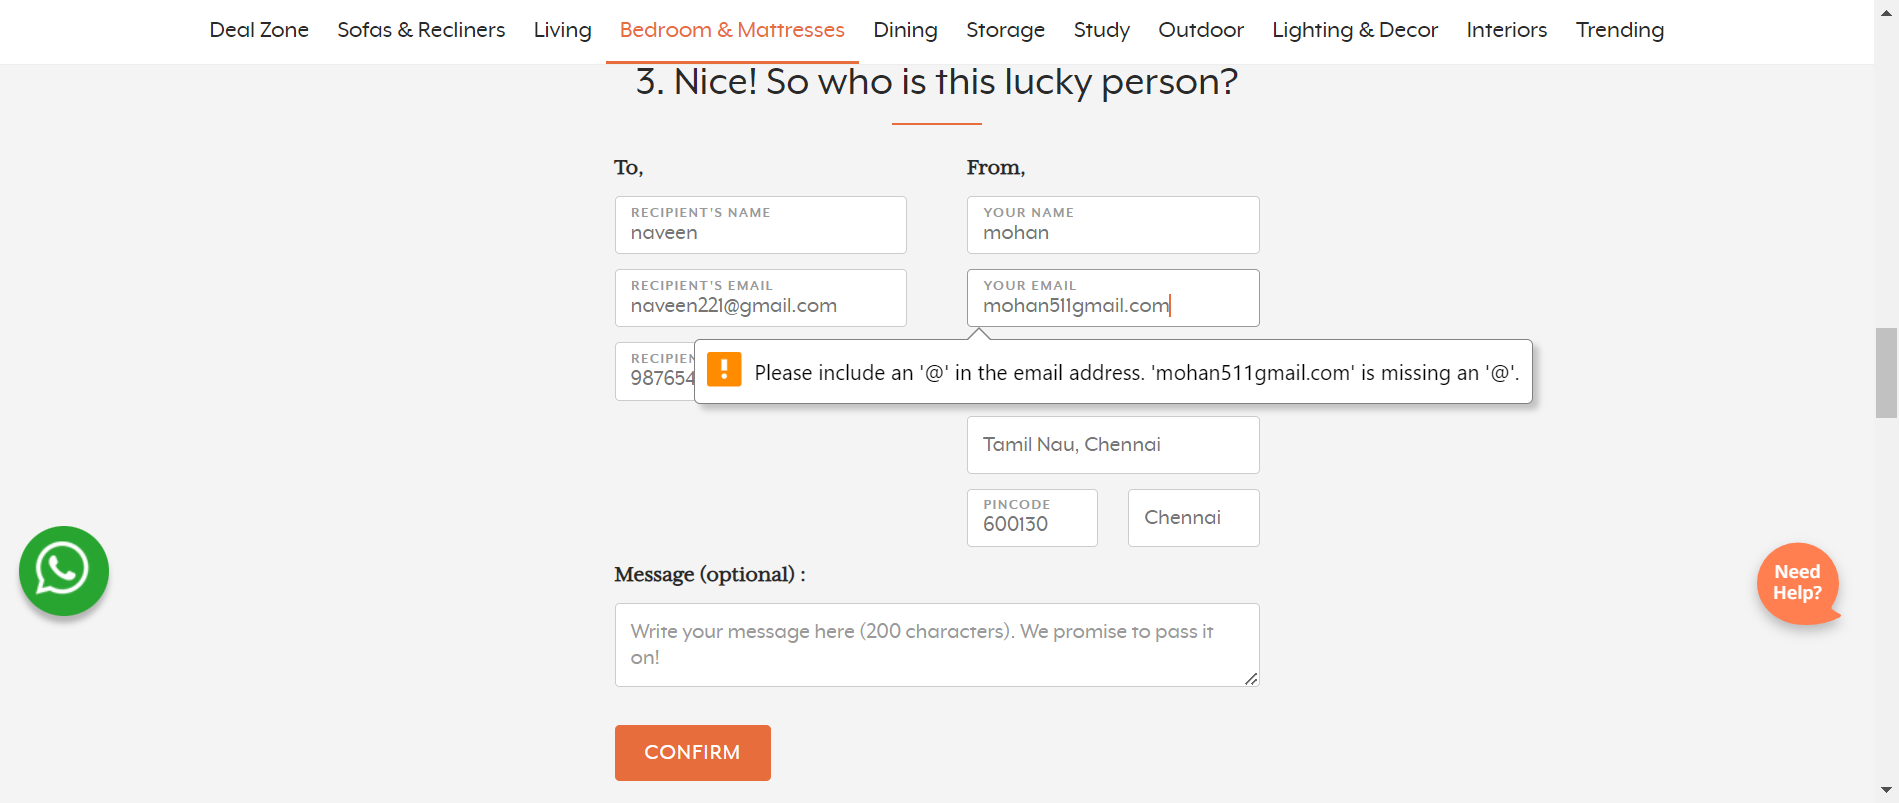 Deal Zone Sofas & Recliners Living Bedroom & Mattresses Dining Storage Study Outdoor Lighting & Decor Interiors Trending
3. Nice! So who is this lucky person?
To, From,
RECIPIENT'S NAME YOUR NAME
naveen mohan
RECIPIENT'S EMAIL YOUR EMAIL
naveen221@gmail.com mohan511gmail.com
RECIPIEN
987654
Please include an '@' in the email address. 'mohan511gmail.com' is missing an '@'.
Tamil Nau, Chennai
PINCODE
600130 Chennai
Need
Help?
Message (optional) :
Write your message here (200 characters). We promise to pass it
on!
CONFIRM